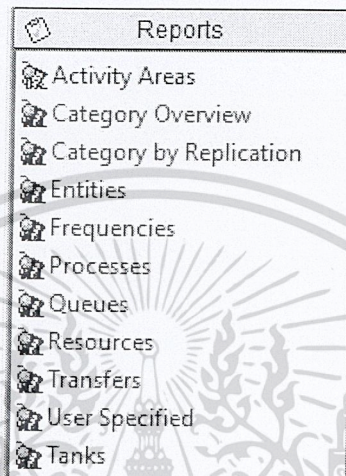 Reports
Activity Areas
Category Overview
Category by Replication
Entities
Frequencies
Processes
Queues
Resources
Transfers
User Specified
Tanks